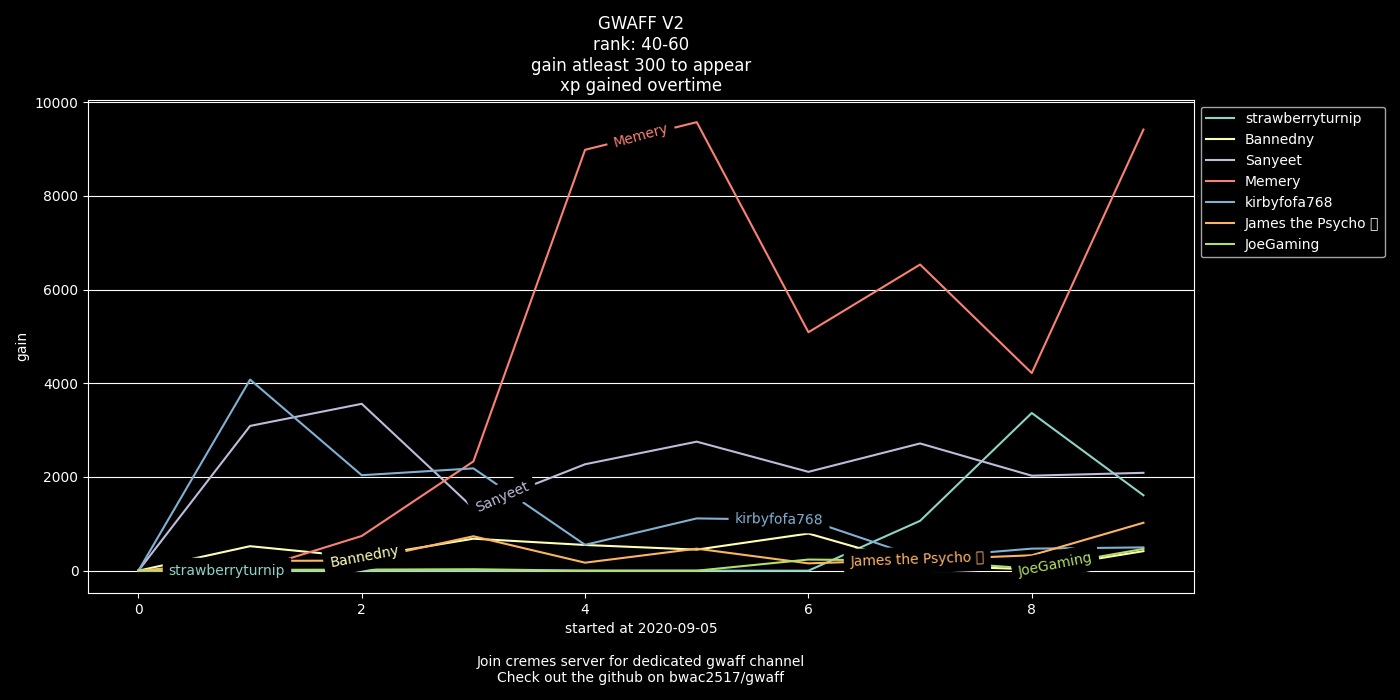 GWAFF V2
rank: 40-60
gain atleast 300 to appear
xp gained overtime
10000
8000
6000
4000
2000
0
gain
Memery
Sanyeet
kirbyfofa768
Bannedny
strawberryturnip
James the Psycho
JoeGaming
0 2 4 6 8
started at 2020-09-05
Join cremes server for dedicated gwaff channel
Check out the github on bwac2517/gwaff
strawberryturnip
Bannedny
Sanyeet
Memery
kirbyfofa768
James the Psycho
JoeGaming